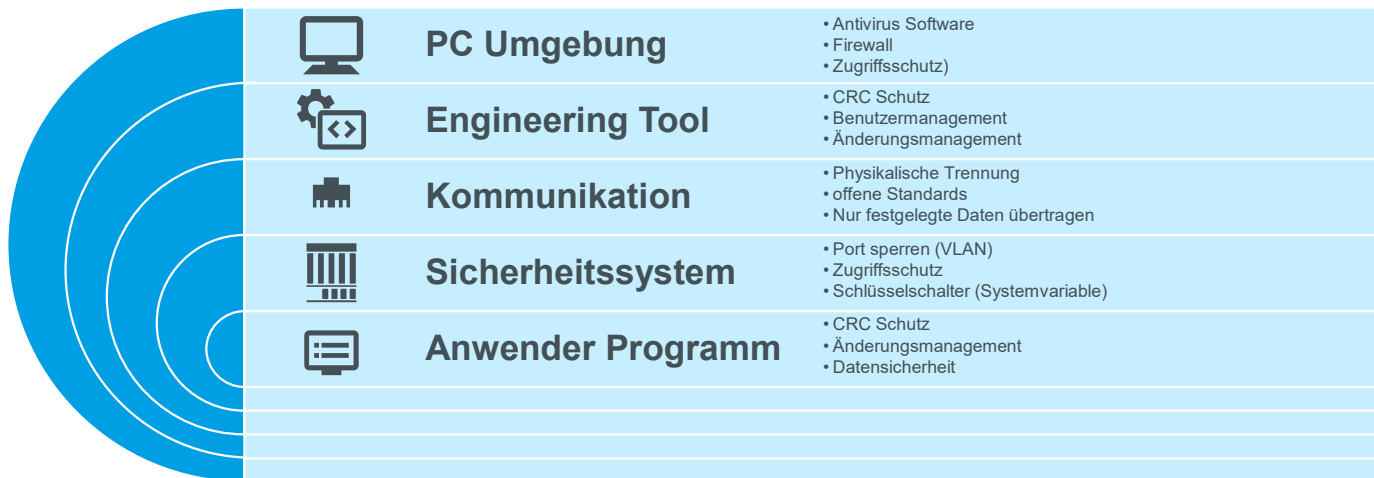 PC Umgebung
• Antivirus Software
• Firewall
• Zugriffsschutz)
Engineering Tool
• CRC Schutz
• Benutzermanagement
• Änderungsmanagement
Kommunikation
• Physikalische Trennung
• offene Standards
• Nur festgelegte Daten übertragen
Sicherheitssystem
• Port sperren (VLAN)
• Zugriffsschutz
• Schlüsselschalter (Systemvariable)
Anwender Programm
• CRC Schutz
• Änderungsmanagement
• Datensicherheit